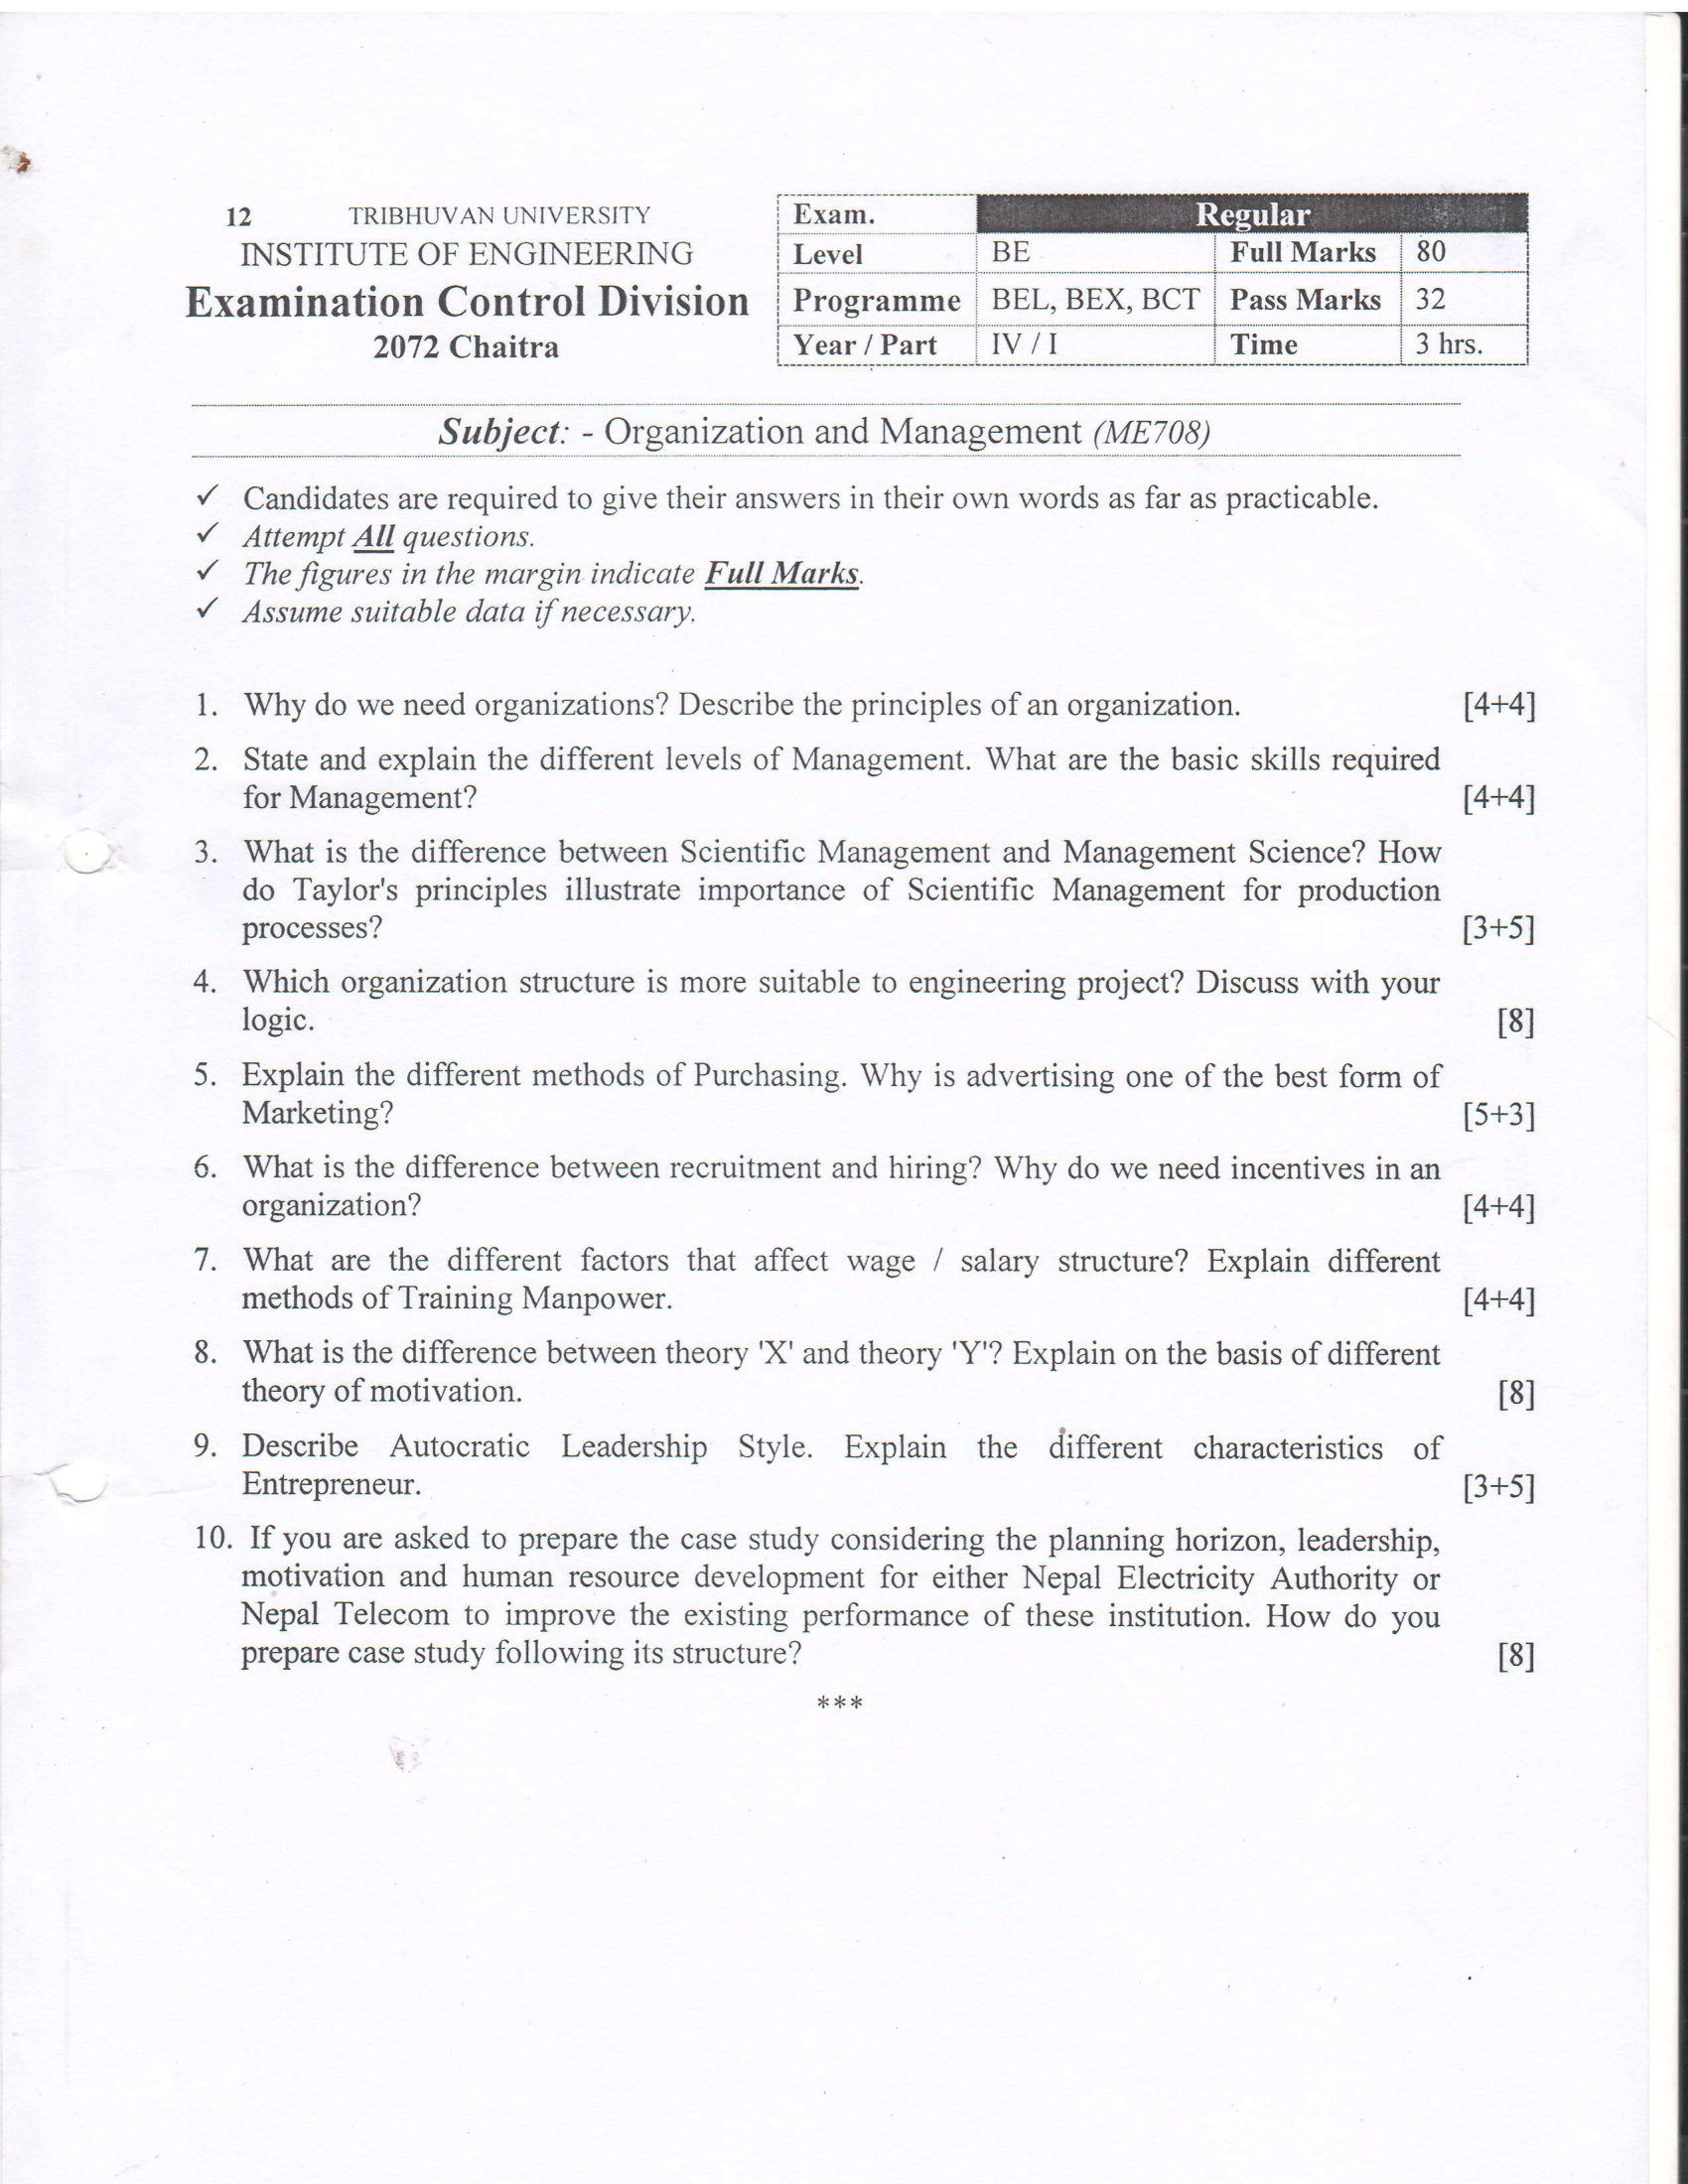 12 TRIBHUVAN UNIVERSITY
INSTITUTE OF ENGINEERING
Examination Control Division
2072 Chaitra
Exam. Regular
Level BE Full Marks 80
Programme BEL, BEX, BCT Pass Marks 32
Year / Part IV / I Time 3 hrs.
Subject: - Organization and Management (ME708)
✓ Candidates are required to give their answers in their own words as far as practicable.
✓ Attempt All questions.
✓ The figures in the margin indicate Full Marks.
✓ Assume suitable data if necessary.
1. Why do we need organizations? Describe the principles of an organization. [4+4]
2. State and explain the different levels of Management. What are the basic skills required
for Management? [4+4]
3. What is the difference between Scientific Management and Management Science? How
do Taylor's principles illustrate importance of Scientific Management for production
processes? [3+5]
4. Which organization structure is more suitable to engineering project? Discuss with your
logic. [8]
5. Explain the different methods of Purchasing. Why is advertising one of the best form of
Marketing? [5+3]
6. What is the difference between recruitment and hiring? Why do we need incentives in an
organization? [4+4]
7. What are the different factors that affect wage / salary structure? Explain different
methods of Training Manpower. [4+4]
8. What is the difference between theory 'X' and theory 'Y'? Explain on the basis of different
theory of motivation. [8]
9. Describe Autocratic Leadership Style. Explain the different characteristics of
Entrepreneur. [3+5]
10. If you are asked to prepare the case study considering the planning horizon, leadership,
motivation and human resource development for either Nepal Electricity Authority or
Nepal Telecom to improve the existing performance of these institution. How do you
prepare case study following its structure? [8]
***